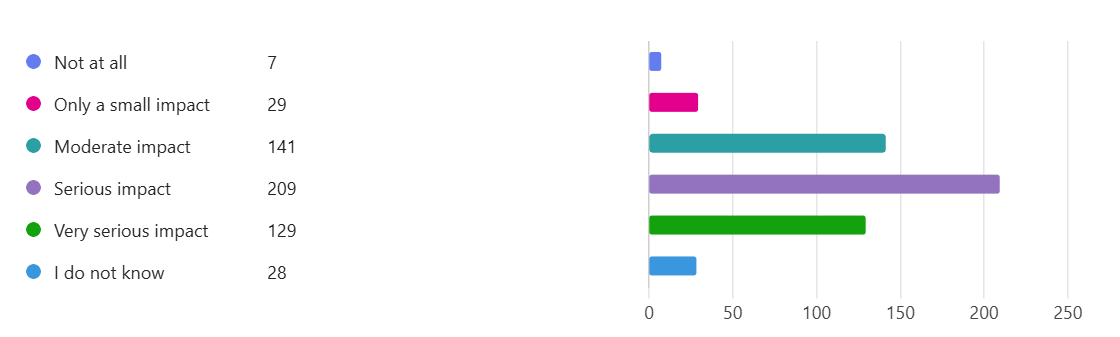 Not at all 7
Only a small impact 29
Moderate impact 141
Serious impact 209
Very serious impact 129
I do not know 28
0 50 100 150 200 250